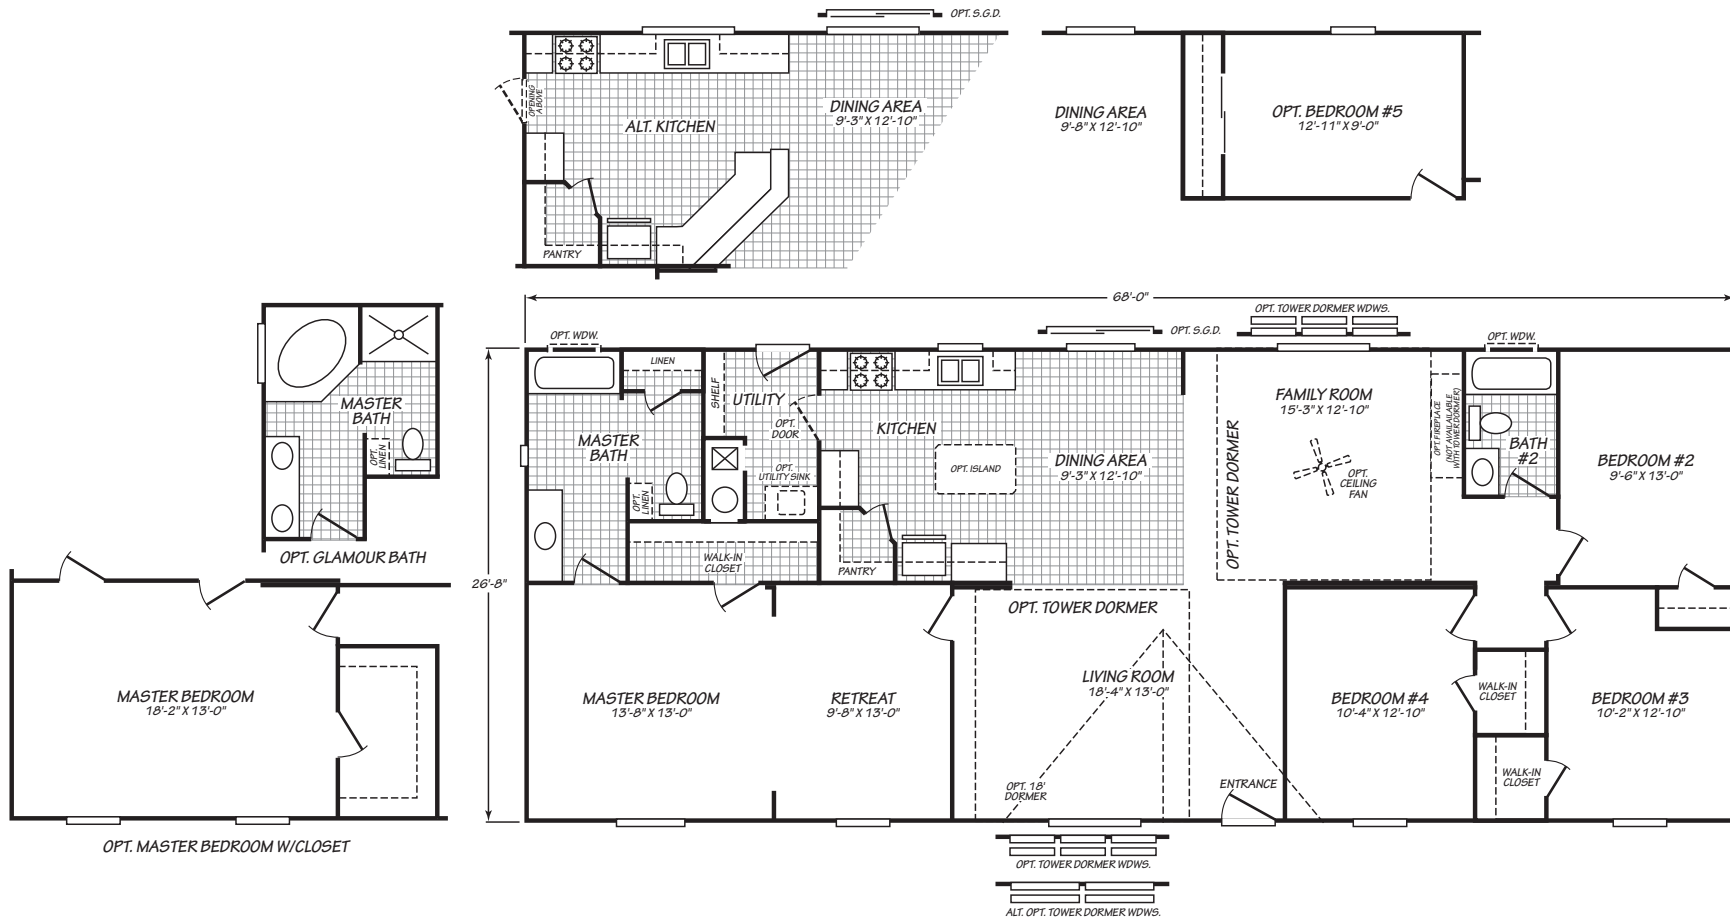 OPT. S.G.D.
OPENING
ABOVE
ALT. KITCHEN
DINING AREA
9'-3" X 12'-10"
PANTRY
DINING AREA
9'-8" X 12'-10"
OPT. BEDROOM #5
12'-11" X 9'-0"
68'-0"
OPT. WDW.
OPT. S.G.D.
OPT. TOWER DORMER WDWS.
OPT. WDW.
MASTER
BATH
OPT.
LINEN
OPT. GLAMOUR BATH
LINEN
SHELF
UTILITY
OPT.
DOOR
MASTER
BATH
OPT.
LINEN
OPT.
UTILITY SINK
WALK-IN
CLOSET
KITCHEN
OPT. ISLAND
PANTRY
DINING AREA
9'-3" X 12'-10"
OPT. TOWER DORMER
FAMILY ROOM
15'-3" X 12'-10"
OPT.
CEILING
FAN
OPT. FIREPLACE
(NOT AVAILABLE
WITH TOWER DORMER)
BATH
#2
BEDROOM #2
9'-6" X 13'-0"
26'-8"
MASTER BEDROOM
18'-2" X 13'-0"
OPT. MASTER BEDROOM W/CLOSET
MASTER BEDROOM
13'-8" X 13'-0"
RETREAT
9'-8" X 13'-0"
OPT. TOWER DORMER
LIVING ROOM
18'-4" X 13'-0"
OPT. 18'
DORMER
ENTRANCE
BEDROOM #4
10'-4" X 12'-10"
WALK-IN
CLOSET
WALK-IN
CLOSET
BEDROOM #3
10'-2" X 12'-10"
OPT. TOWER DORMER WDWS.
ALT. OPT. TOWER DORMER WDWS.